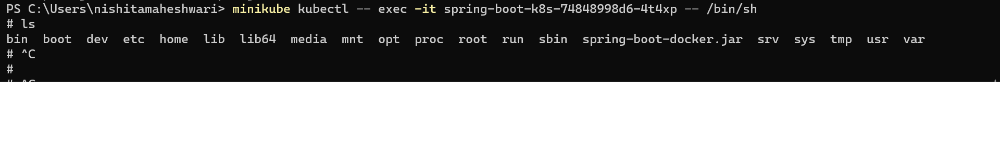 PS C:\Users\nishitamaheshwari> minikube kubectl -- exec -it spring-boot-k8s-74848998d6-4t4xp -- /bin/sh
# ls
bin  boot  dev  etc  home  lib  lib64  media  mnt  opt  proc  root  run  sbin  spring-boot-docker.jar  srv  sys  tmp  usr  var
# ^C
#